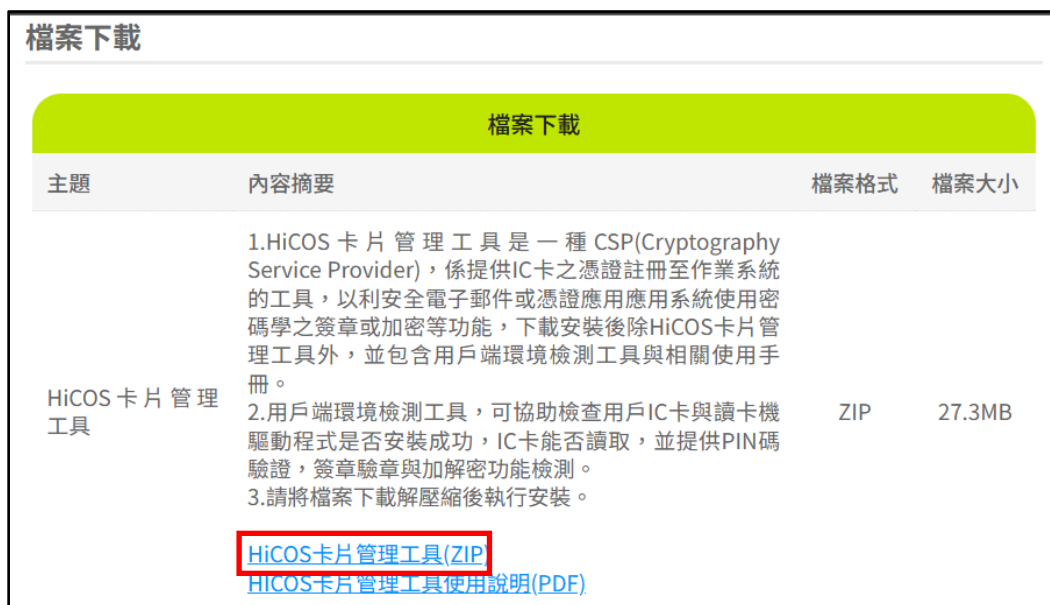 檔案下載
檔案下載
主題 內容摘要 檔案格式 檔案大小
1.HiCOS 卡片管理工具是一種 CSP(Cryptography
Service Provider)，係提供IC卡之憑證註冊至作業系統
的工具，以利安全電子郵件或憑證應用應用系統使用密
碼學之簽章或加密等功能，下載安裝後除HiCOS卡片管
理工具外，並包含用戶端環境檢測工具與相關使用手
冊。
HiCOS 卡片管理
工具
2.用戶端環境檢測工具，可協助檢查用戶IC卡與讀卡機
驅動程式是否安裝成功，IC卡能否讀取，並提供PIN碼
驗證，簽章驗章與加解密功能檢測。
3.請將檔案下載解壓縮後執行安裝。
HiCOS卡片管理工具(ZIP)
HiCOS卡片管理工具使用說明(PDF)
ZIP
27.3MB